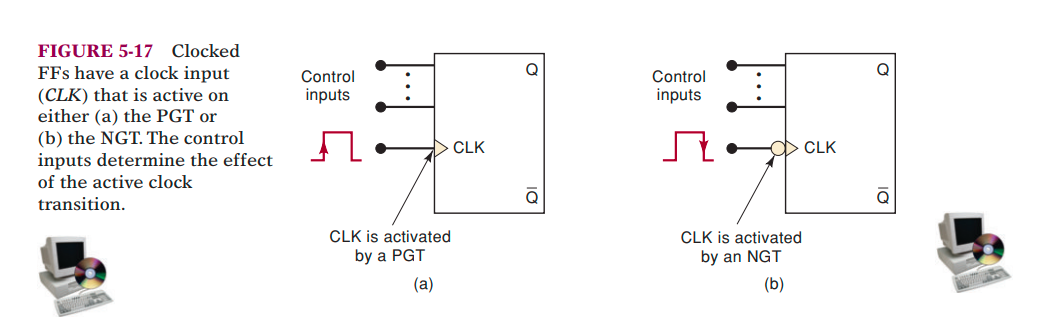 FIGURE 5-17 Clocked
FFs have a clock input
(CLK) that is active on
either (a) the PGT or
(b) the NGT. The control
inputs determine the effect
of the active clock
transition.
Control
inputs
Q
CLK
Q̅
CLK is activated
by a PGT
(a)
Control
inputs
Q
CLK
Q̅
CLK is activated
by an NGT
(b)